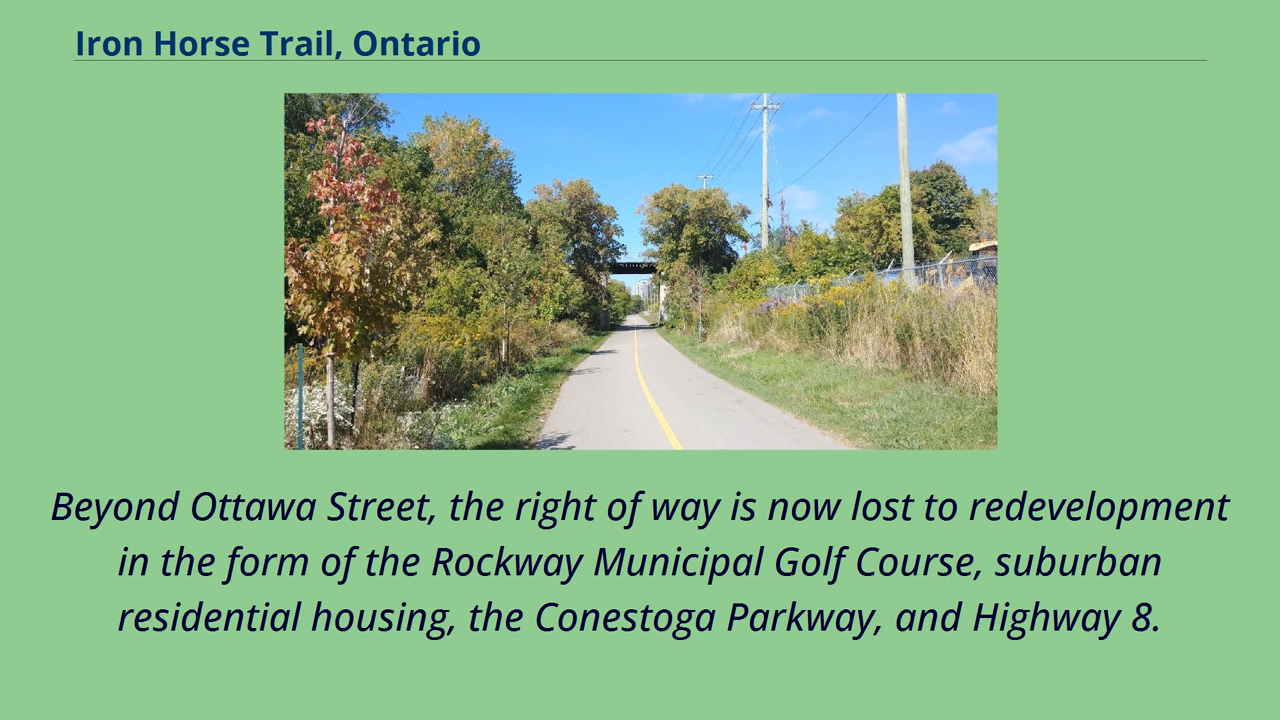 Iron Horse Trail, Ontario
Beyond Ottawa Street, the right of way is now lost to redevelopment
in the form of the Rockway Municipal Golf Course, suburban
residential housing, the Conestoga Parkway, and Highway 8.